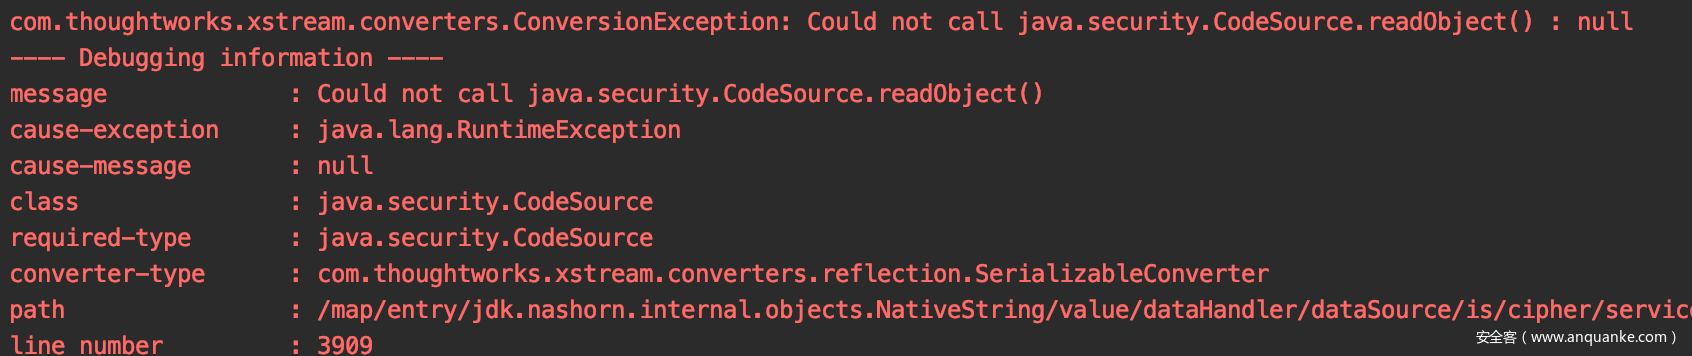 com.thoughtworks.xstream.converters.ConversionException: Could not call java.security.CodeSource.readObject() : null
---- Debugging information ----
message : Could not call java.security.CodeSource.readObject()
cause-exception : java.lang.RuntimeException
cause-message : null
class : java.security.CodeSource
required-type : java.security.CodeSource
converter-type : com.thoughtworks.xstream.converters.reflection.SerializableConverter
path : /map/entry/jdk.nashorn.internal.objects.NativeString/value/dataHandler/dataSource/is/cipher/servic
line number : 3909
安全客（www.anquanke.com）